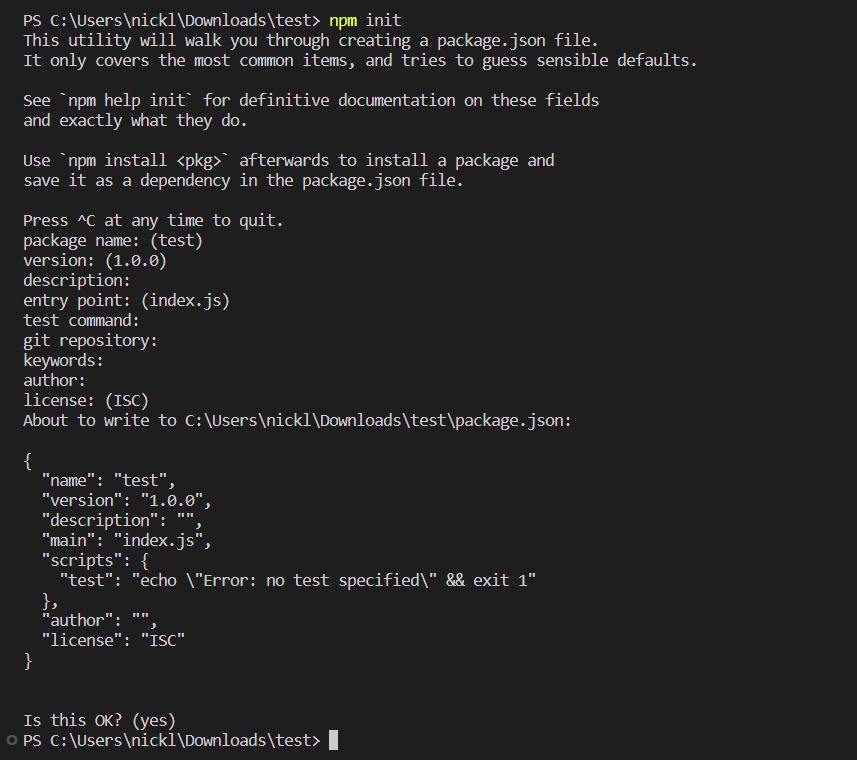 PS C:\Users\nickl\Downloads\test> npm init
This utility will walk you through creating a package.json file.
It only covers the most common items, and tries to guess sensible defaults.

See `npm help init` for definitive documentation on these fields
and exactly what they do.

Use `npm install <pkg>` afterwards to install a package and
save it as a dependency in the package.json file.

Press ^C at any time to quit.
package name: (test)
version: (1.0.0)
description:
entry point: (index.js)
test command:
git repository:
keywords:
author:
license: (ISC)
About to write to C:\Users\nickl\Downloads\test\package.json:

{
  "name": "test",
  "version": "1.0.0",
  "description": "",
  "main": "index.js",
  "scripts": {
    "test": "echo \"Error: no test specified\" && exit 1"
  },
  "author": "",
  "license": "ISC"
}


Is this OK? (yes)
PS C:\Users\nickl\Downloads\test>